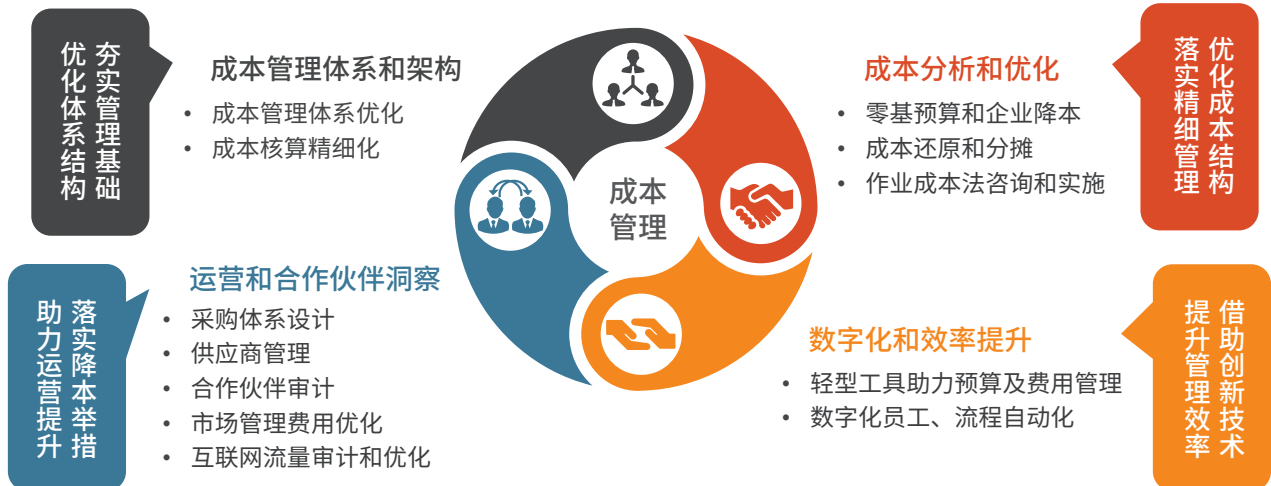 夯实管理基础
优化体系结构
成本管理体系和架构
• 成本管理体系优化
• 成本核算精细化
成本分析和优化
• 零基预算和企业降本
• 成本还原和分摊
• 作业成本法咨询和实施
优化成本结构
落实精细管理
成本
管理
落实降本举措
助力运营提升
运营和合作伙伴洞察
• 采购体系设计
• 供应商管理
• 合作伙伴审计
• 市场管理费用优化
• 互联网流量审计和优化
数字化和效率提升
• 轻型工具助力预算及费用管理
• 数字化员工、流程自动化
借助创新技术
提升管理效率